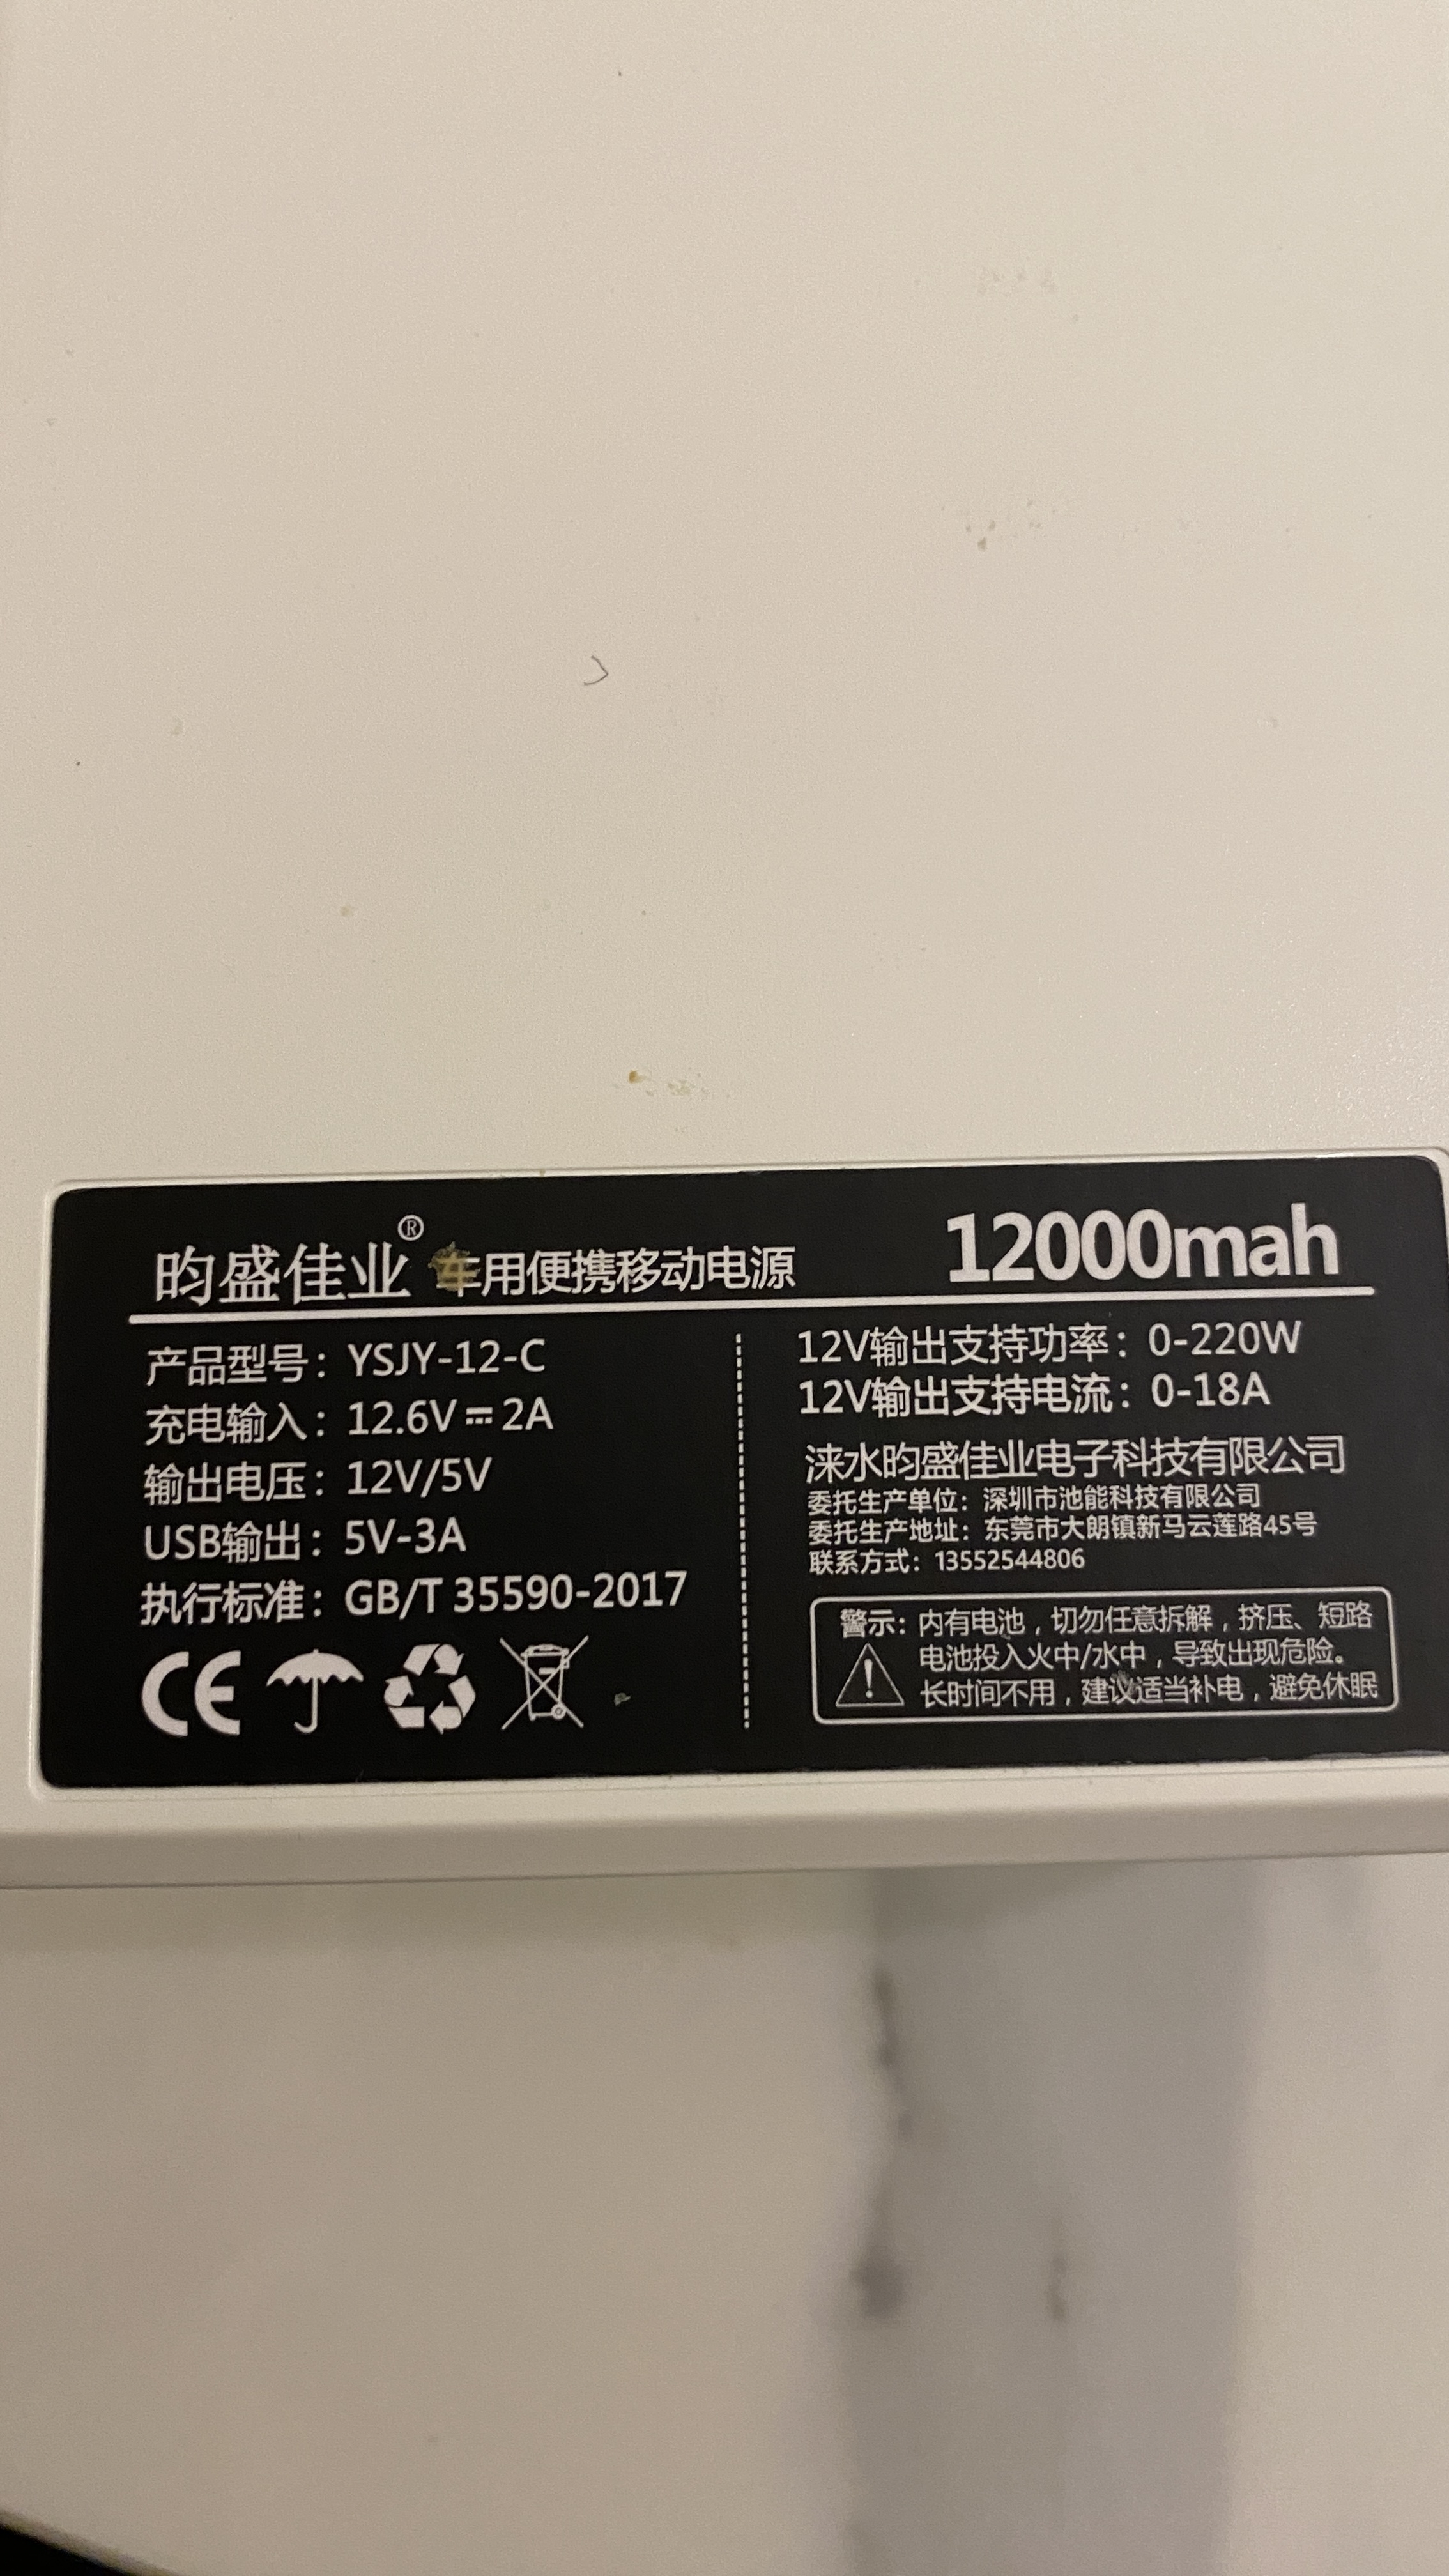 昀盛佳业® 车用便携移动电源 12000mah
产品型号：YSJY-12-C
充电输入：12.6V⎓2A
输出电压：12V/5V
USB输出：5V-3A
执行标准：GB/T 35590-2017
CE
12V输出支持功率：0-220W
12V输出支持电流：0-18A
涞水昀盛佳业电子科技有限公司
委托生产单位：深圳市池能科技有限公司
委托生产地址：东莞市大朗镇新马云莲路45号
联系方式：13552544806
警示：内有电池，切勿任意拆解，挤压、短路
电池投入火中/水中，导致出现危险。
长时间不用，建议适当补电，避免休眠